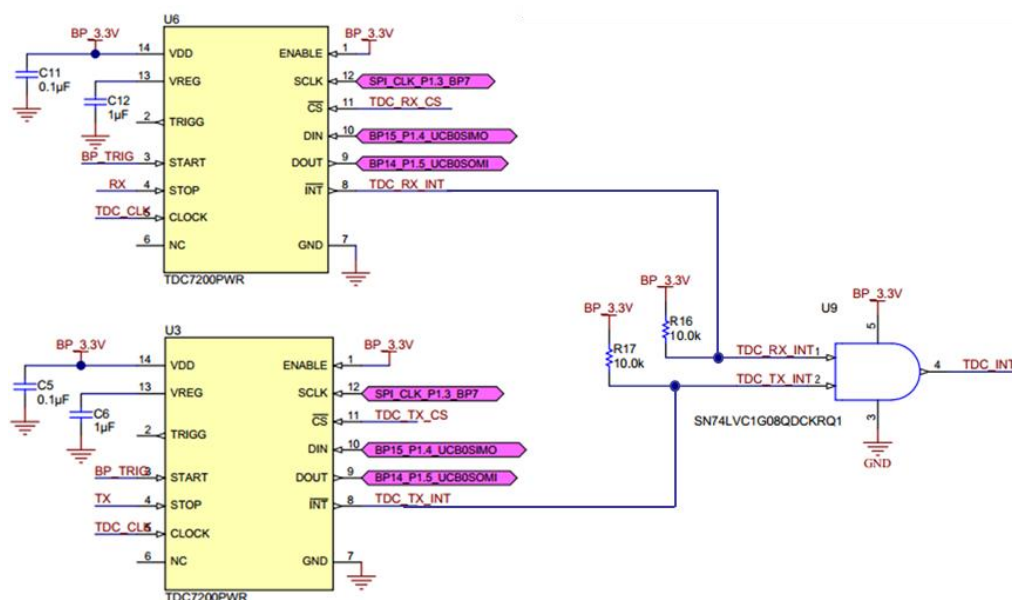 U6
BP_3.3V
14 VDD
ENABLE 1
BP_3.3V
C11
0.1µF
13 VREG
SCLK 12
SPI_CLK_P1.3_BP7
C12
1µF
CS 11
TDC_RX_CS
2 TRIGG
DIN 10
BP15_P1.4_UCB0SIMO
BP_TRIG 3 START
DOUT 9
BP14_P1.5_UCB0SOMI
RX 4 STOP
INT 8
TDC_RX_INT
TDC_CLK 5 CLOCK
6 NC
GND 7
TDC7200PWR
U3
BP_3.3V
14 VDD
ENABLE 1
BP_3.3V
C5
0.1µF
13 VREG
SCLK 12
SPI_CLK_P1.3_BP7
C6
1µF
CS 11
TDC_TX_CS
2 TRIGG
DIN 10
BP15_P1.4_UCB0SIMO
BP_TRIG 3 START
DOUT 9
BP14_P1.5_UCB0SOMI
TX 4 STOP
INT 8
TDC_TX_INT
TDC_CLK 5 CLOCK
6 NC
GND 7
TDC7200PWR
BP_3.3V
R16
10.0k
BP_3.3V
R17
10.0k
U9
BP_3.3V
5
TDC_RX_INT 1
TDC_TX_INT 2
4 TDC_INT
SN74LVC1G08QDCKRQ1
3
GND